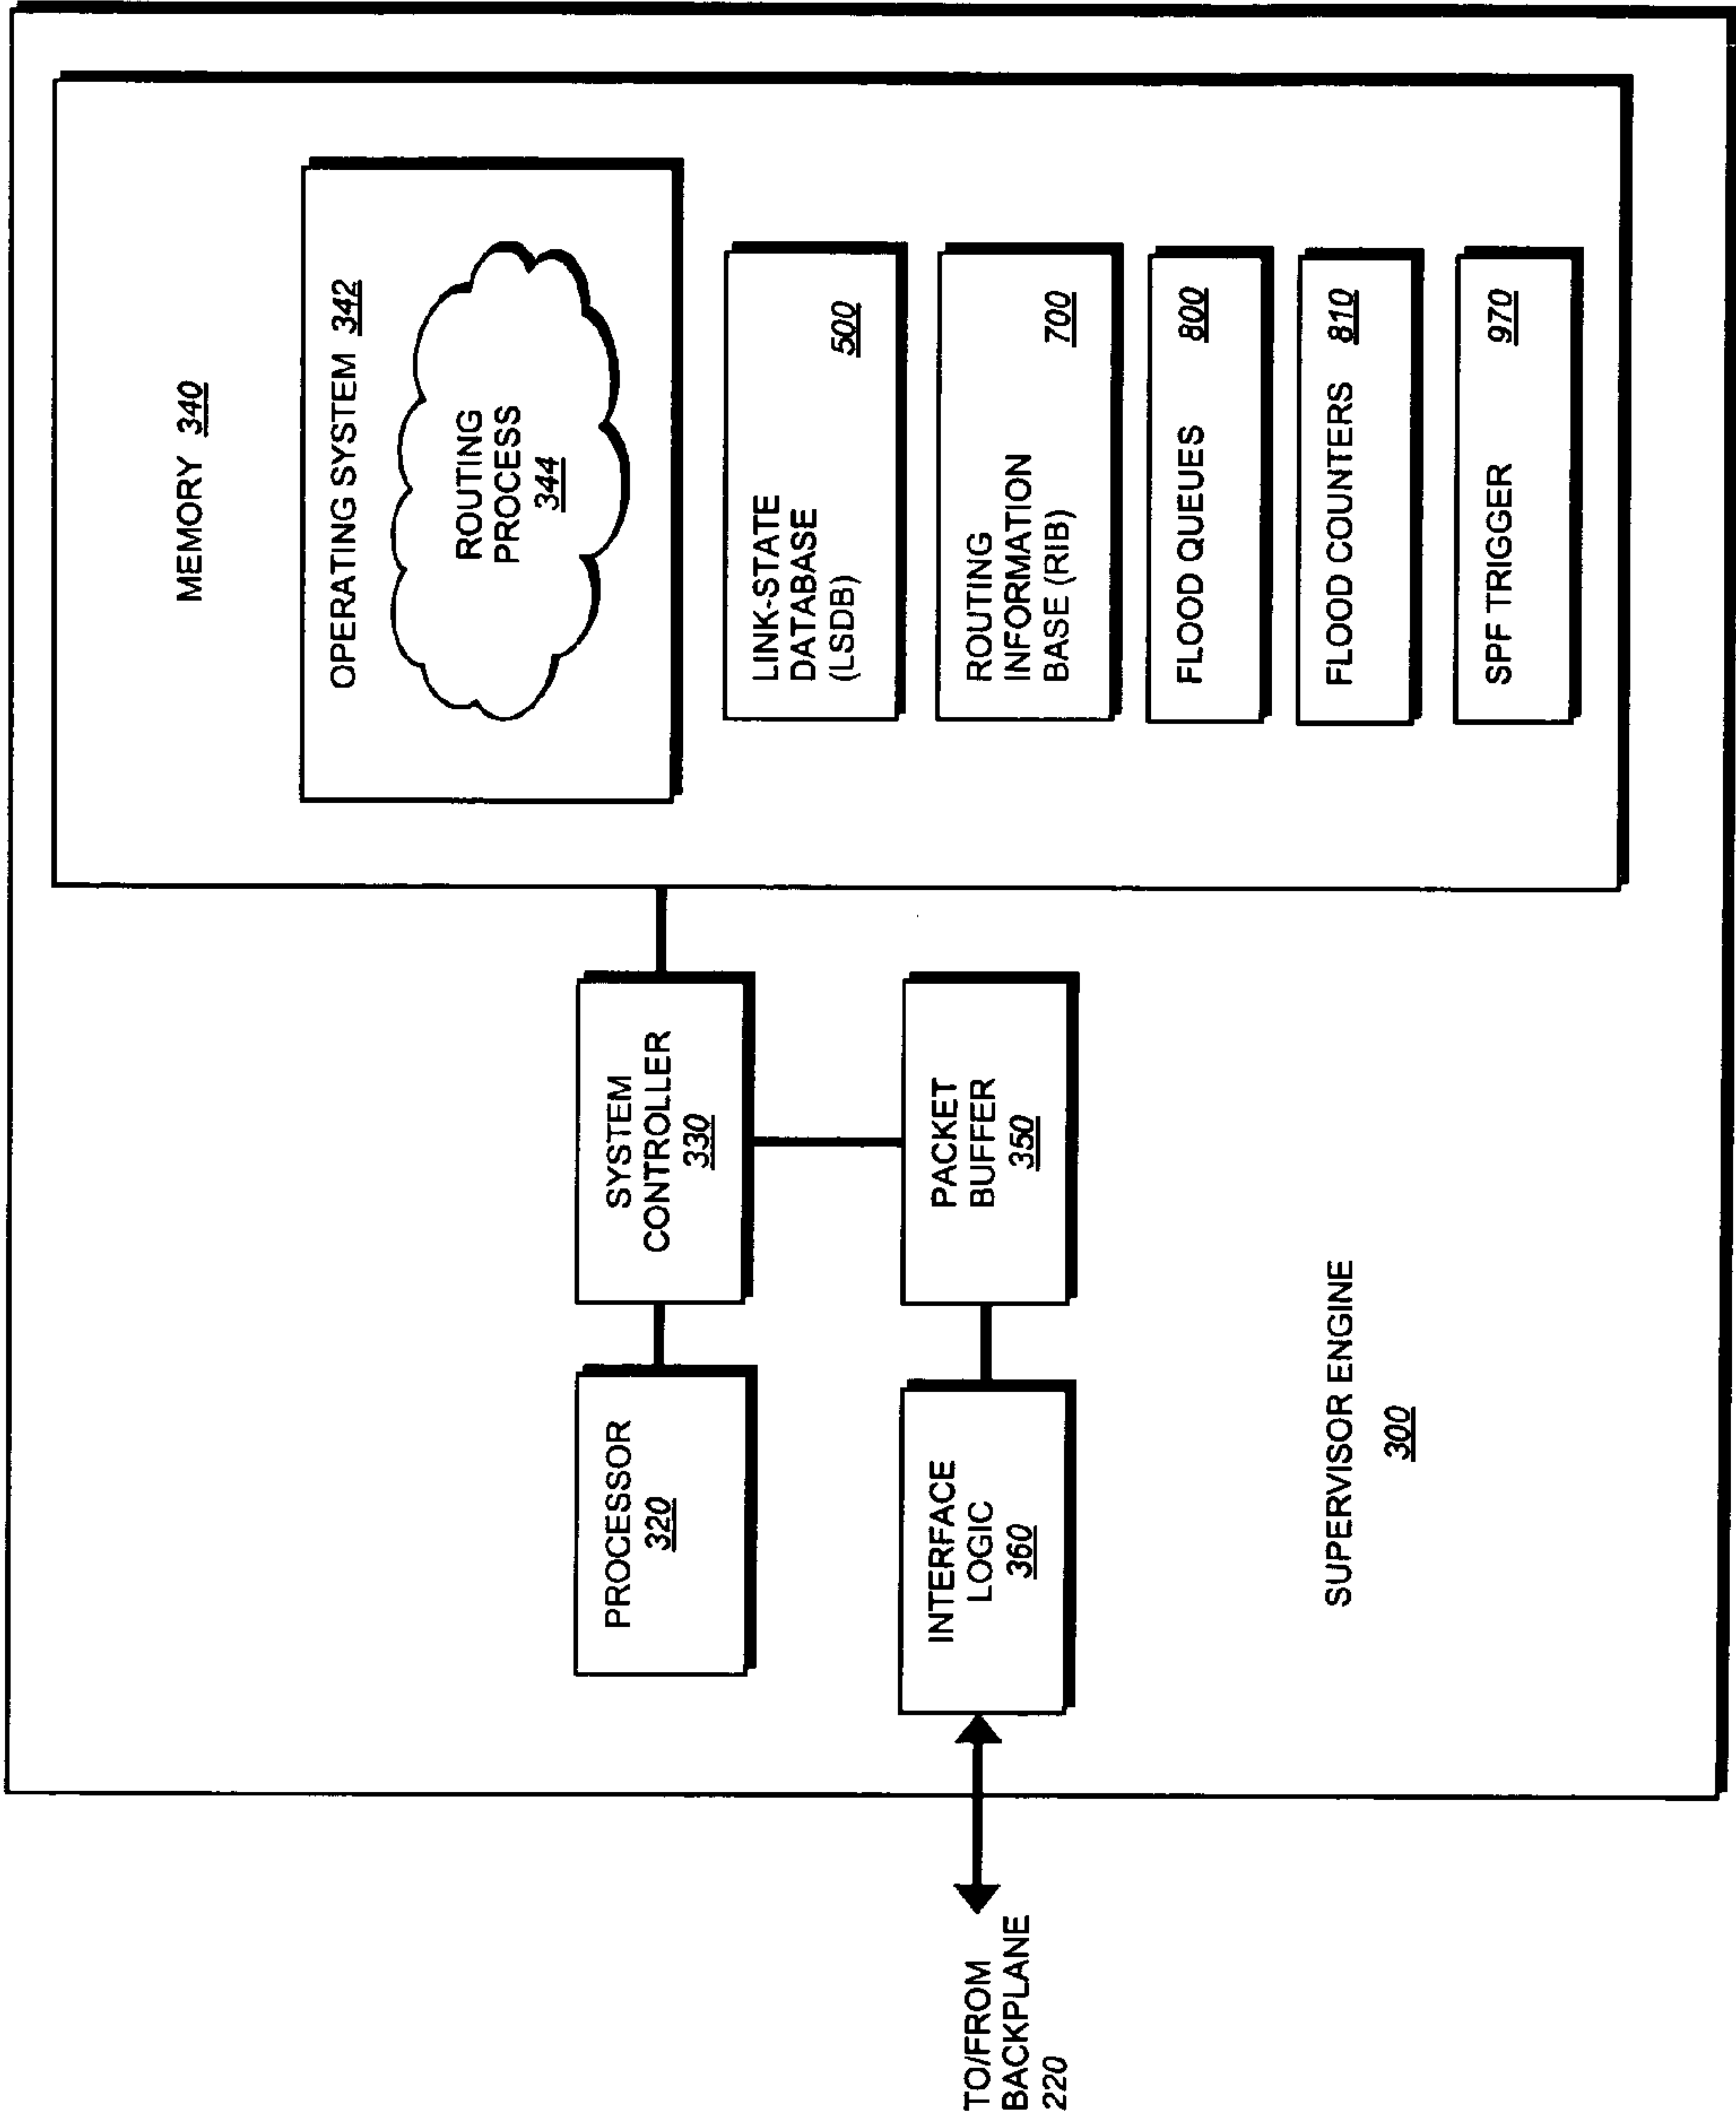 MEMORY 340
OPERATING SYSTEM 342
ROUTING
PROCESS
344
LINK-STATE
DATABASE
(LSDB) 500
ROUTING
INFORMATION
BASE (RIB) 700
FLOOD QUEUES 800
FLOOD COUNTERS 810
SPF TRIGGER 970
PROCESSOR
320
SYSTEM
CONTROLLER
330
INTERFACE
LOGIC
360
PACKET
BUFFER
350
TO/FROM
BACKPLANE
220
SUPERVISOR ENGINE
300